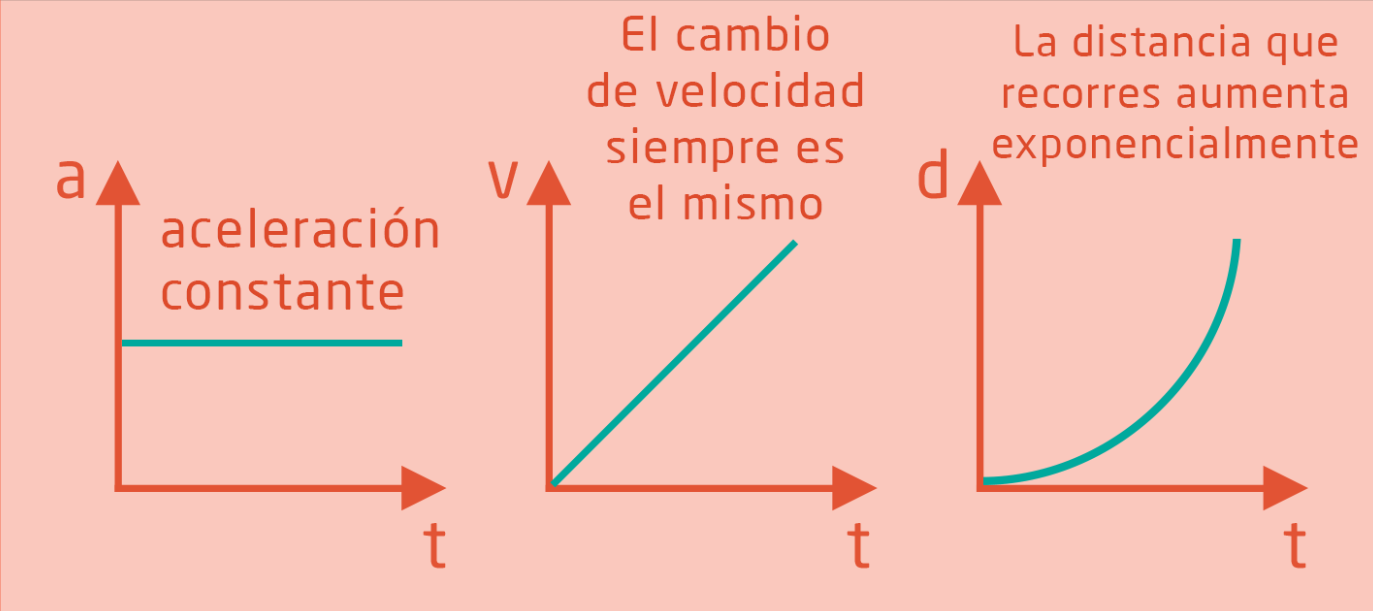 a
aceleración
constante
t
v
El cambio
de velocidad
siempre es
el mismo
t
d
La distancia que
recorres aumenta
exponencialmente
t